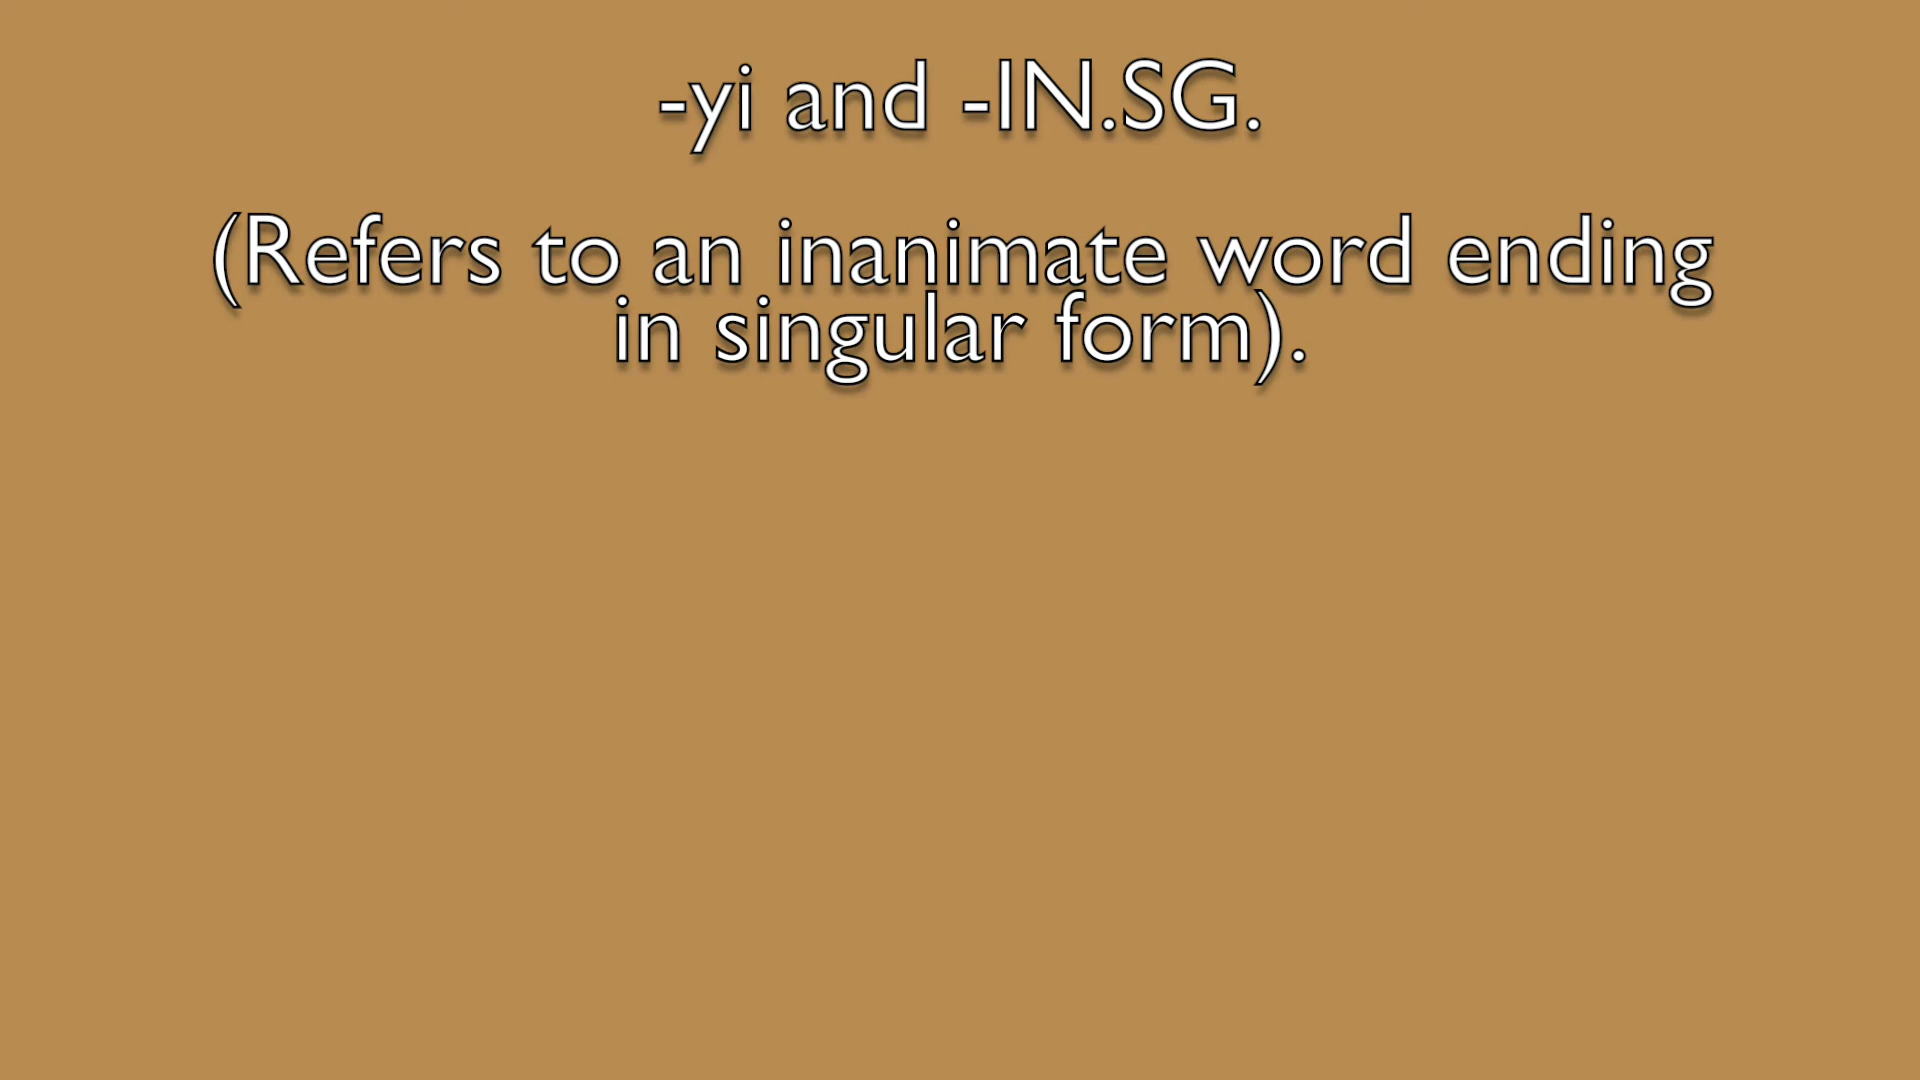 -yi and -IN.SG.
(Refers to an inanimate word ending
in singular form).